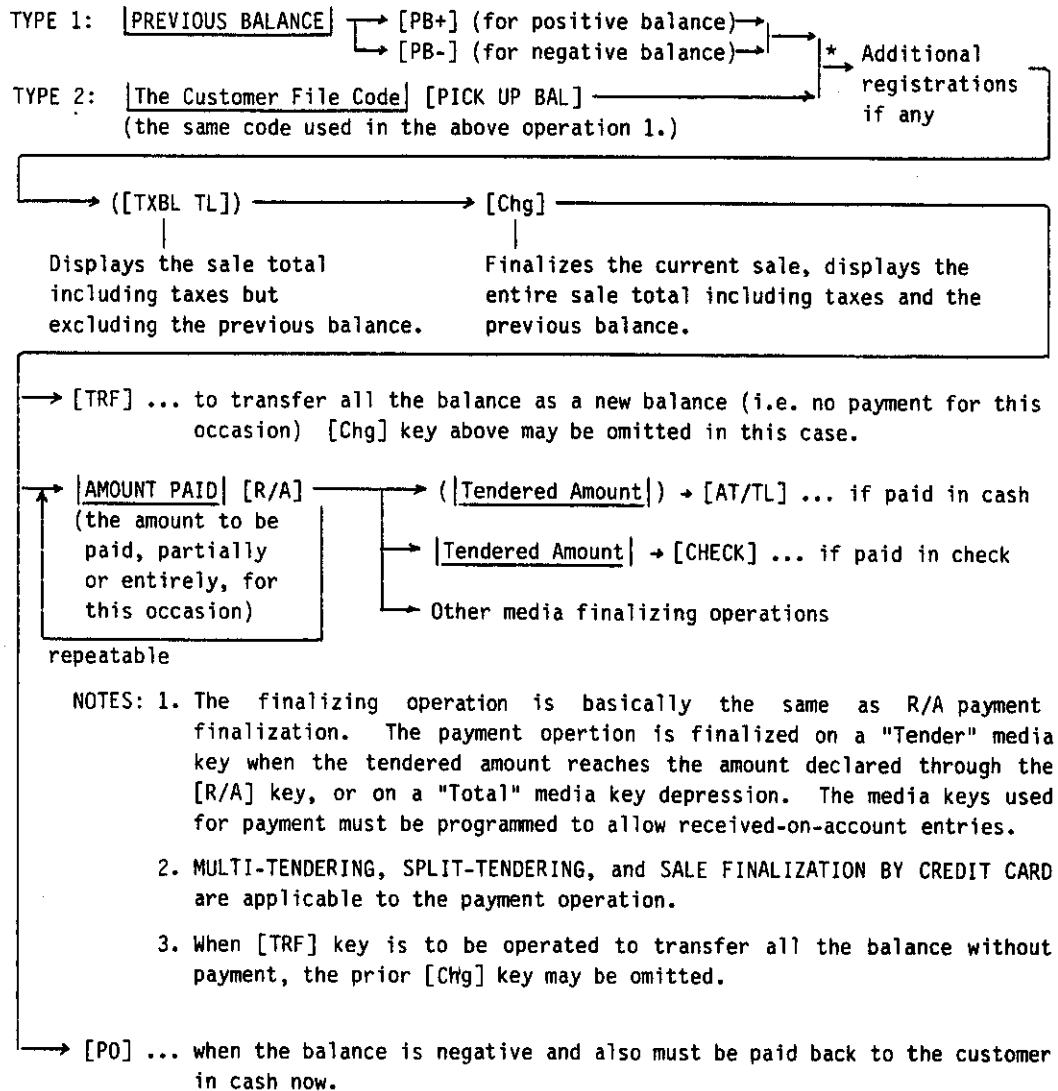 TYPE 1: PREVIOUS BALANCE → [PB+] (for positive balance)→
→ [PB-] (for negative balance)→
* Additional
registrations
if any
TYPE 2: The Customer File Code [PICK UP BAL]
(the same code used in the above operation 1.)
([TXBL TL]) → [Chg]
Displays the sale total
including taxes but
excluding the previous balance.
Finalizes the current sale, displays the
entire sale total including taxes and the
previous balance.
→ [TRF] ... to transfer all the balance as a new balance (i.e. no payment for this
occasion) [Chg] key above may be omitted in this case.
→ AMOUNT PAID [R/A] → (Tendered Amount) → [AT/TL] ... if paid in cash
(the amount to be
paid, partially
or entirely, for
this occasion)
→ Tendered Amount → [CHECK] ... if paid in check
→ Other media finalizing operations
repeatable
NOTES: 1. The finalizing operation is basically the same as R/A payment
finalization. The payment opertion is finalized on a "Tender" media
key when the tendered amount reaches the amount declared through the
[R/A] key, or on a "Total" media key depression. The media keys used
for payment must be programmed to allow received-on-account entries.
2. MULTI-TENDERING, SPLIT-TENDERING, and SALE FINALIZATION BY CREDIT CARD
are applicable to the payment operation.
3. When [TRF] key is to be operated to transfer all the balance without
payment, the prior [Chg] key may be omitted.
→ [PO] ... when the balance is negative and also must be paid back to the customer
in cash now.